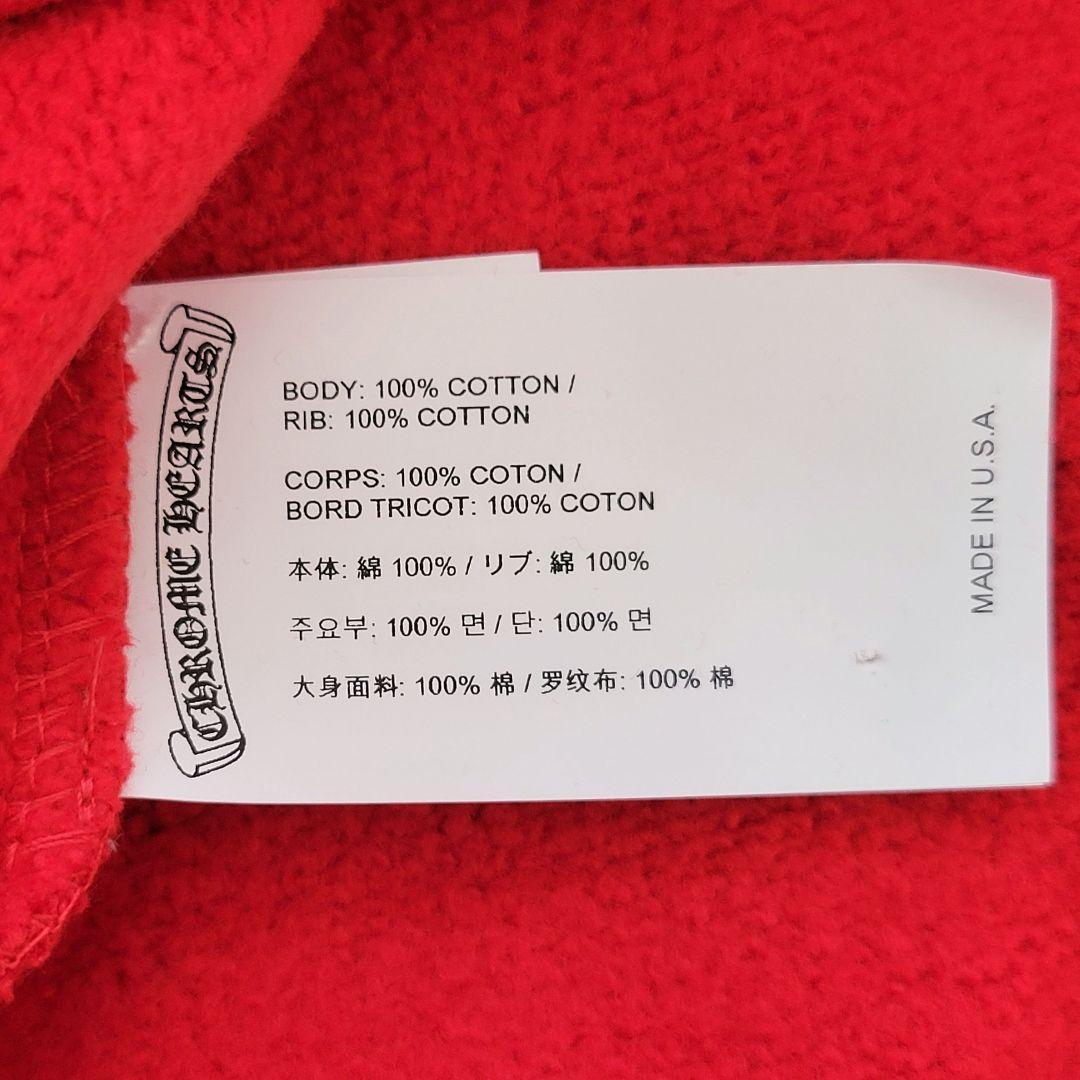 CHROME HEARTS
BODY: 100% COTTON /
RIB: 100% COTTON
CORPS: 100% COTON /
BORD TRICOT: 100% COTON
本体: 綿 100% / リブ: 綿 100%
주요부: 100% 면 / 단: 100% 면
大身面料: 100% 棉 / 罗纹布: 100% 棉
MADE IN U.S.A.